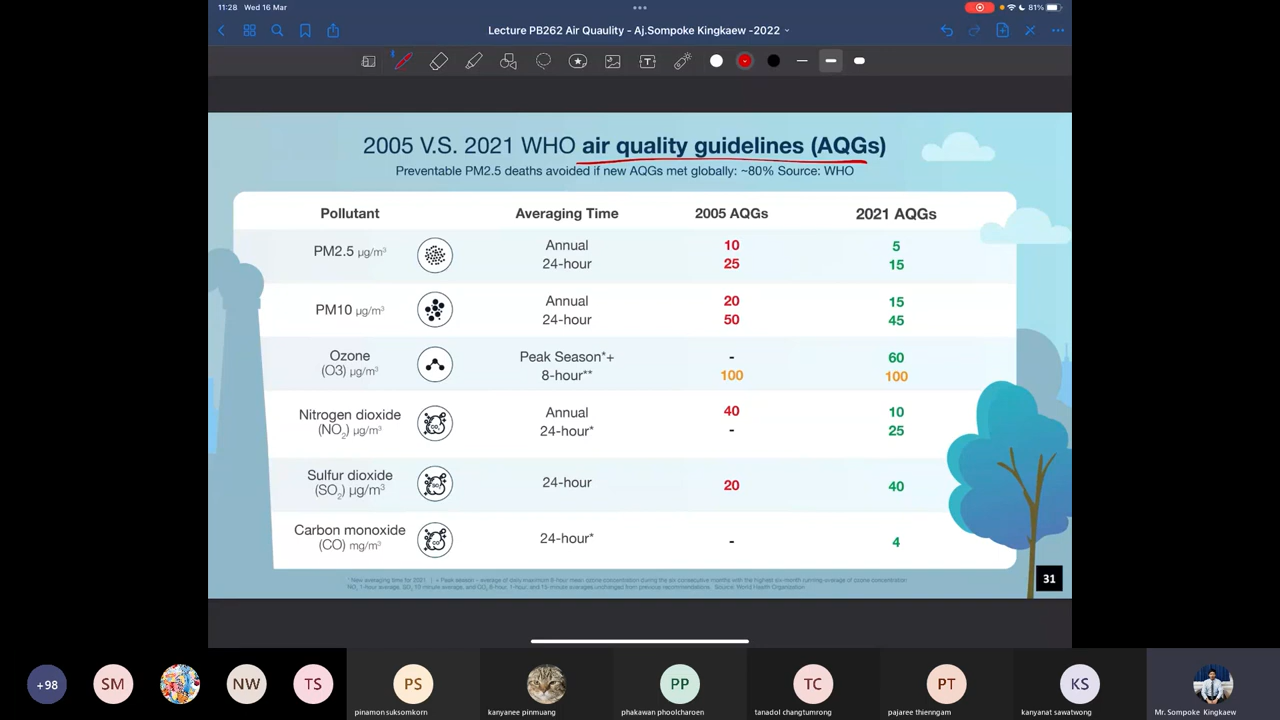 11:28 Wed 16 Mar
81%
Lecture PB262 Air Quaulity - Aj.Sompoke Kingkaew -2022
2005 V.S. 2021 WHO air quality guidelines (AQGs)
Preventable PM2.5 deaths avoided if new AQGs met globally: ~80% Source: WHO
Pollutant Averaging Time 2005 AQGs 2021 AQGs
PM2.5 µg/m³
Annual 10 5
24-hour 25 15
PM10 µg/m³
Annual 20 15
24-hour 50 45
Ozone
(O3) µg/m³
Peak Season*+ - 60
8-hour** 100 100
Nitrogen dioxide
(NO₂) µg/m³
Annual 40 10
24-hour* - 25
Sulfur dioxide
(SO₂) µg/m³
24-hour 20 40
Carbon monoxide
(CO) mg/m³
24-hour* - 4
31
+98 SM NW TS PS PP TC PT KS
pinamon suksomkorn kanyanee pinmuang phakawan phoolcharoen tanadol changtumrong pajaree thienngam kanyanat sawatwong Mr. Sompoke Kingkaew